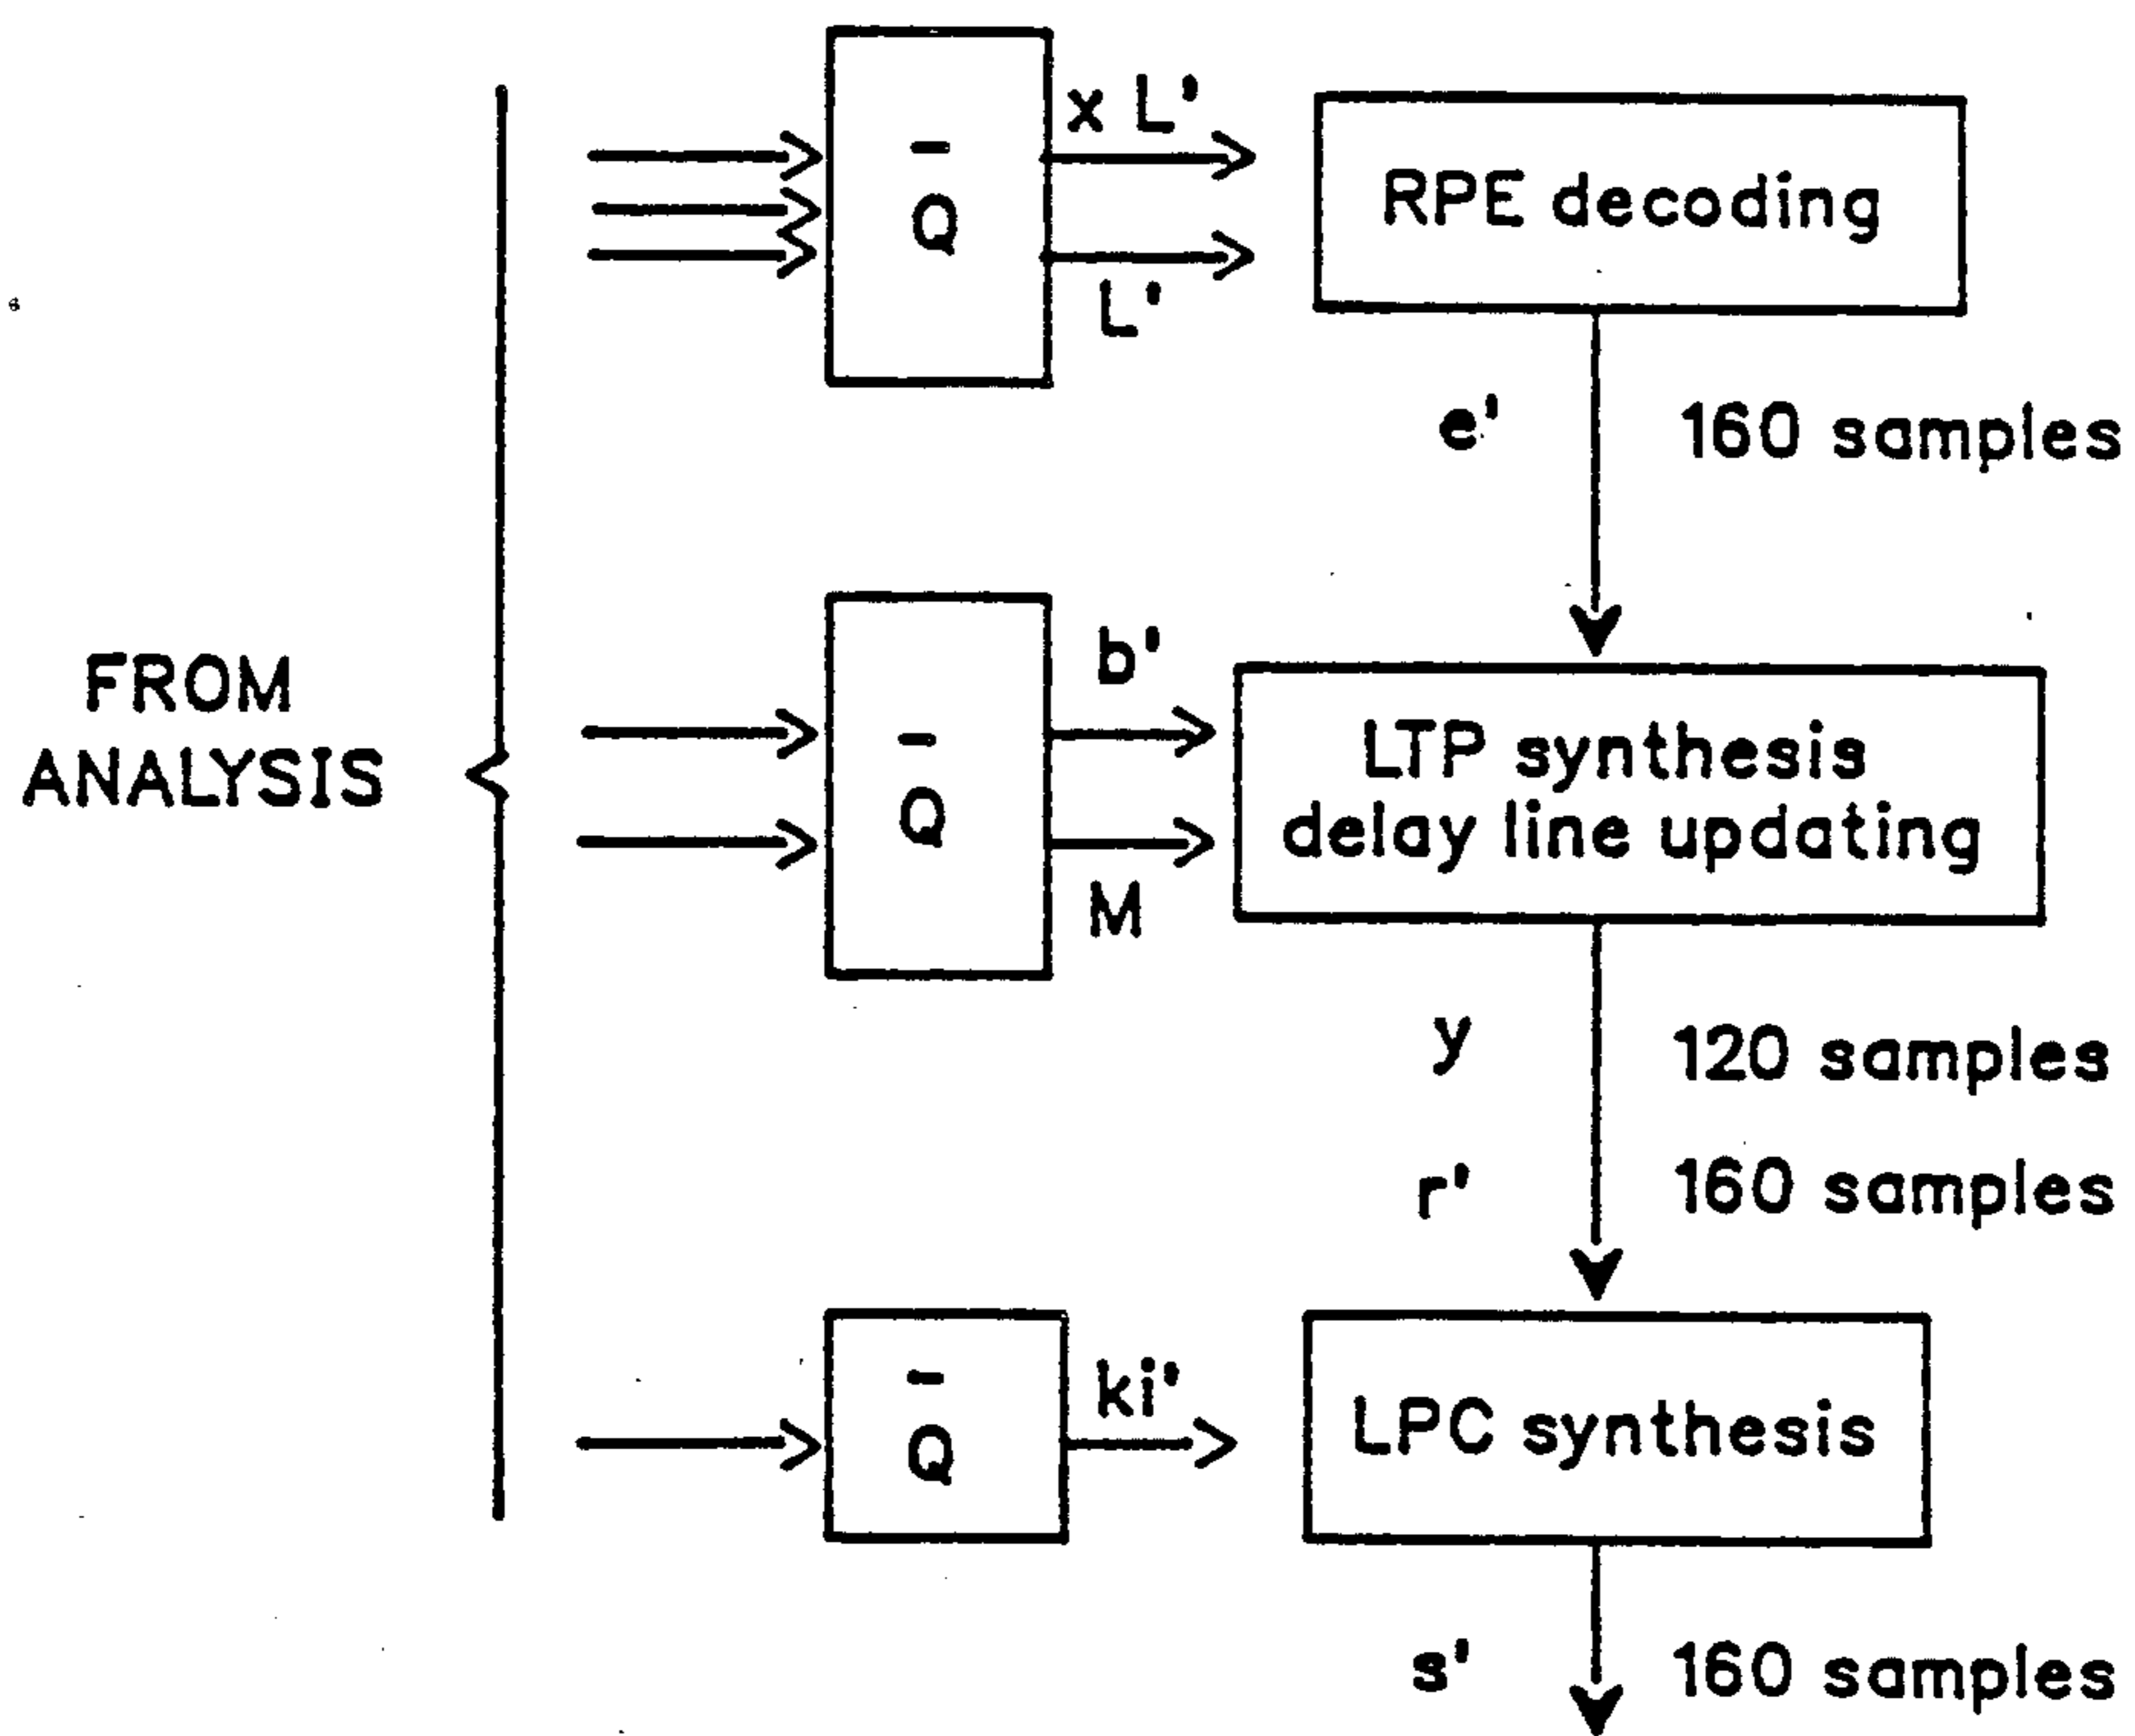 x L'
Q̄
RPE decoding
L'
e'
160 samples
FROM
ANALYSIS
b'
Q̄
LTP synthesis
delay line updating
M
y
120 samples
r'
160 samples
ki'
Q̄
LPC synthesis
s'
160 samples